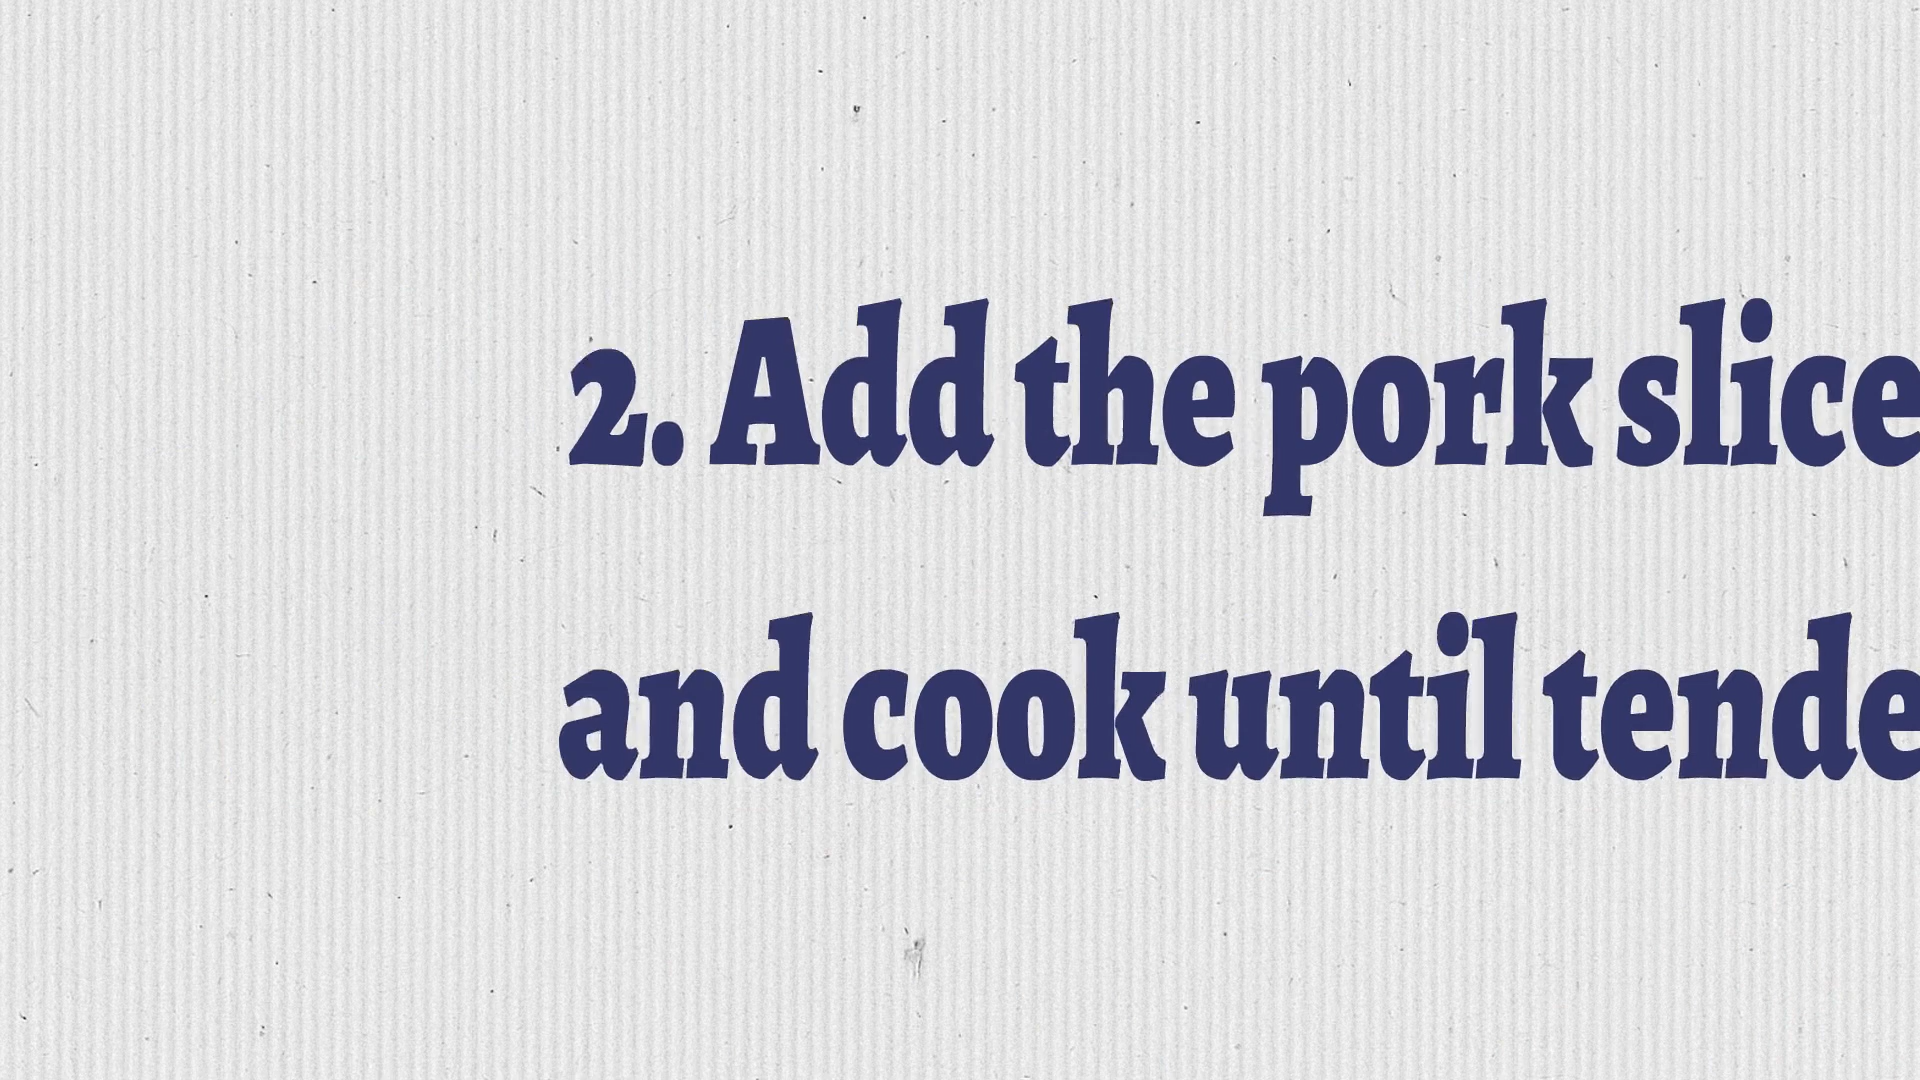 2. Add the pork slice
and cook until tende